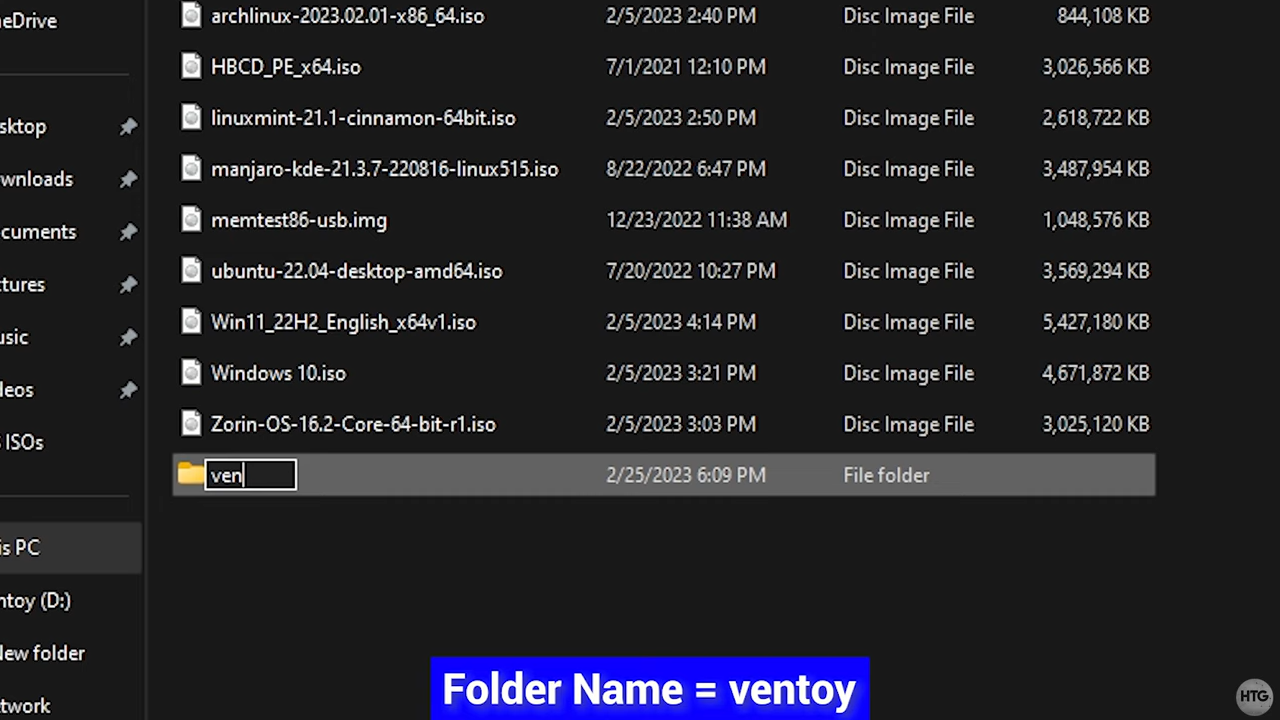 neDrive
archlinux-2023.02.01-x86_64.iso 2/5/2023 2:40 PM Disc Image File 844,108 KB
HBCD_PE_x64.iso 7/1/2021 12:10 PM Disc Image File 3,026,566 KB
sktop linuxmint-21.1-cinnamon-64bit.iso 2/5/2023 2:50 PM Disc Image File 2,618,722 KB
wnloads manjaro-kde-21.3.7-220816-linux515.iso 8/22/2022 6:47 PM Disc Image File 3,487,954 KB
cuments memtest86-usb.img 12/23/2022 11:38 AM Disc Image File 1,048,576 KB
tures ubuntu-22.04-desktop-amd64.iso 7/20/2022 10:27 PM Disc Image File 3,569,294 KB
usic Win11_22H2_English_x64v1.iso 2/5/2023 4:14 PM Disc Image File 5,427,180 KB
deos Windows 10.iso 2/5/2023 3:21 PM Disc Image File 4,671,872 KB
ISOs Zorin-OS-16.2-Core-64-bit-r1.iso 2/5/2023 3:03 PM Disc Image File 3,025,120 KB
ven 2/25/2023 6:09 PM File folder
is PC
ntoy (D:)
New folder
twork
Folder Name = ventoy
HTG